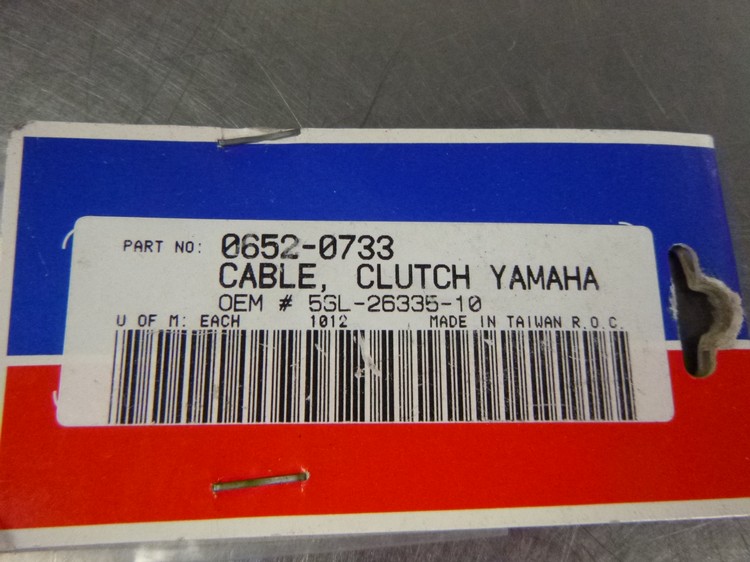 PART NO: 0652-0733
CABLE, CLUTCH YAMAHA
OEM # 5GL-26335-10
U OF M: EACH 1012 MADE IN TAIWAN R.O.C.